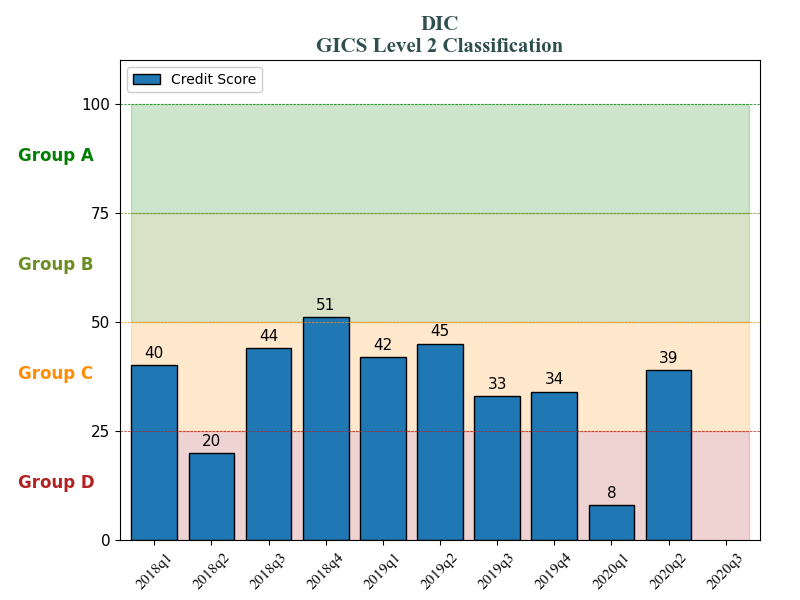 DIC
GICS Level 2 Classification
Credit Score
100
Group A
75
Group B
50
Group C
25
Group D
0
40
20
44
51
42
45
33
34
8
39
2018q1
2018q2
2018q3
2018q4
2019q1
2019q2
2019q3
2019q4
2020q1
2020q2
2020q3